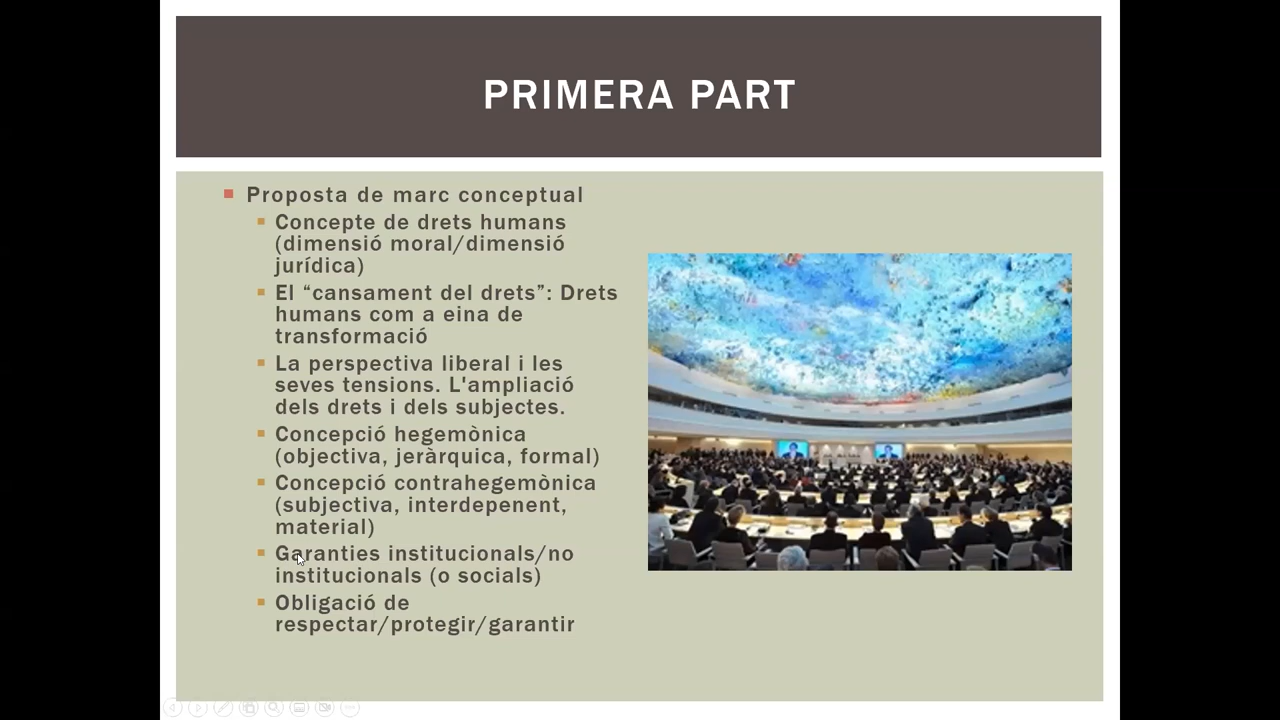 PRIMERA PART
Proposta de marc conceptual
Concepte de drets humans
(dimensió moral/dimensió
jurídica)
El “cansament del drets”: Drets
humans com a eina de
transformació
La perspectiva liberal i les
seves tensions. L'ampliació
dels drets i dels subjectes.
Concepció hegemònica
(objectiva, jeràrquica, formal)
Concepció contrahegemònica
(subjectiva, interdepenent,
material)
Garanties institucionals/no
institucionals (o socials)
Obligació de
respectar/protegir/garantir